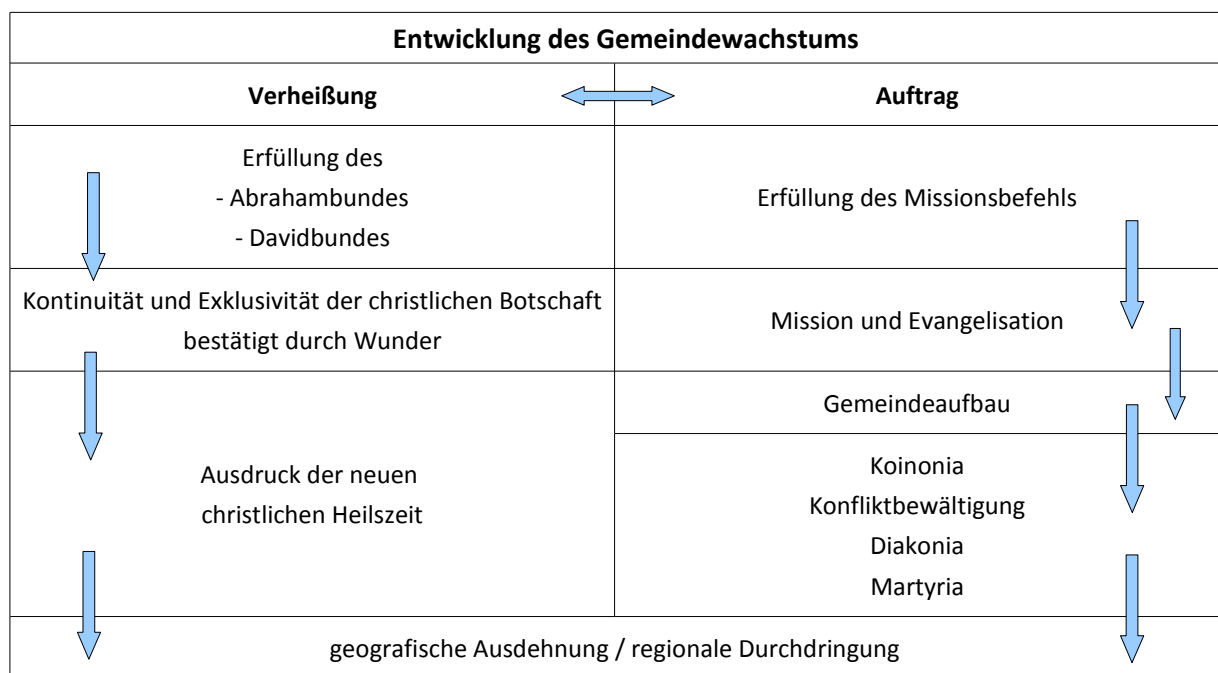 Entwicklung des Gemeindewachstums
Verheißung
Auftrag
Erfüllung des
- Abrahambundes
- Davidbundes
Erfüllung des Missionsbefehls
Kontinuität und Exklusivität der christlichen Botschaft
bestätigt durch Wunder
Mission und Evangelisation
Ausdruck der neuen
christlichen Heilszeit
Gemeindeaufbau
Koinonia
Konfliktbewältigung
Diakonia
Martyria
geografische Ausdehnung / regionale Durchdringung